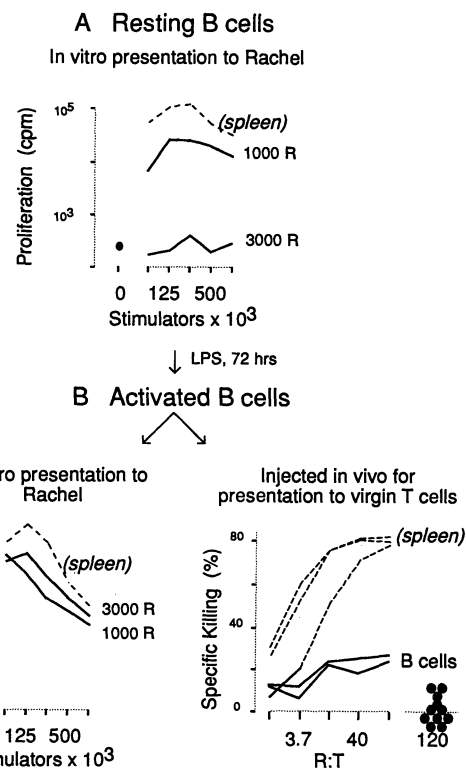 A Resting B cells
In vitro presentation to Rachel
Proliferation (cpm)
10⁵
10³
(spleen)
1000 R
3000 R
0 125 500
Stimulators x 10³
LPS, 72 hrs
B Activated B cells
presentation to
Rachel
(spleen)
3000 R
1000 R
125 500
x 10³
Injected in vivo for
presentation to virgin T cells
Specific Killing (%)
80
40
0
(spleen)
B cells
3.7 40 120
R:T